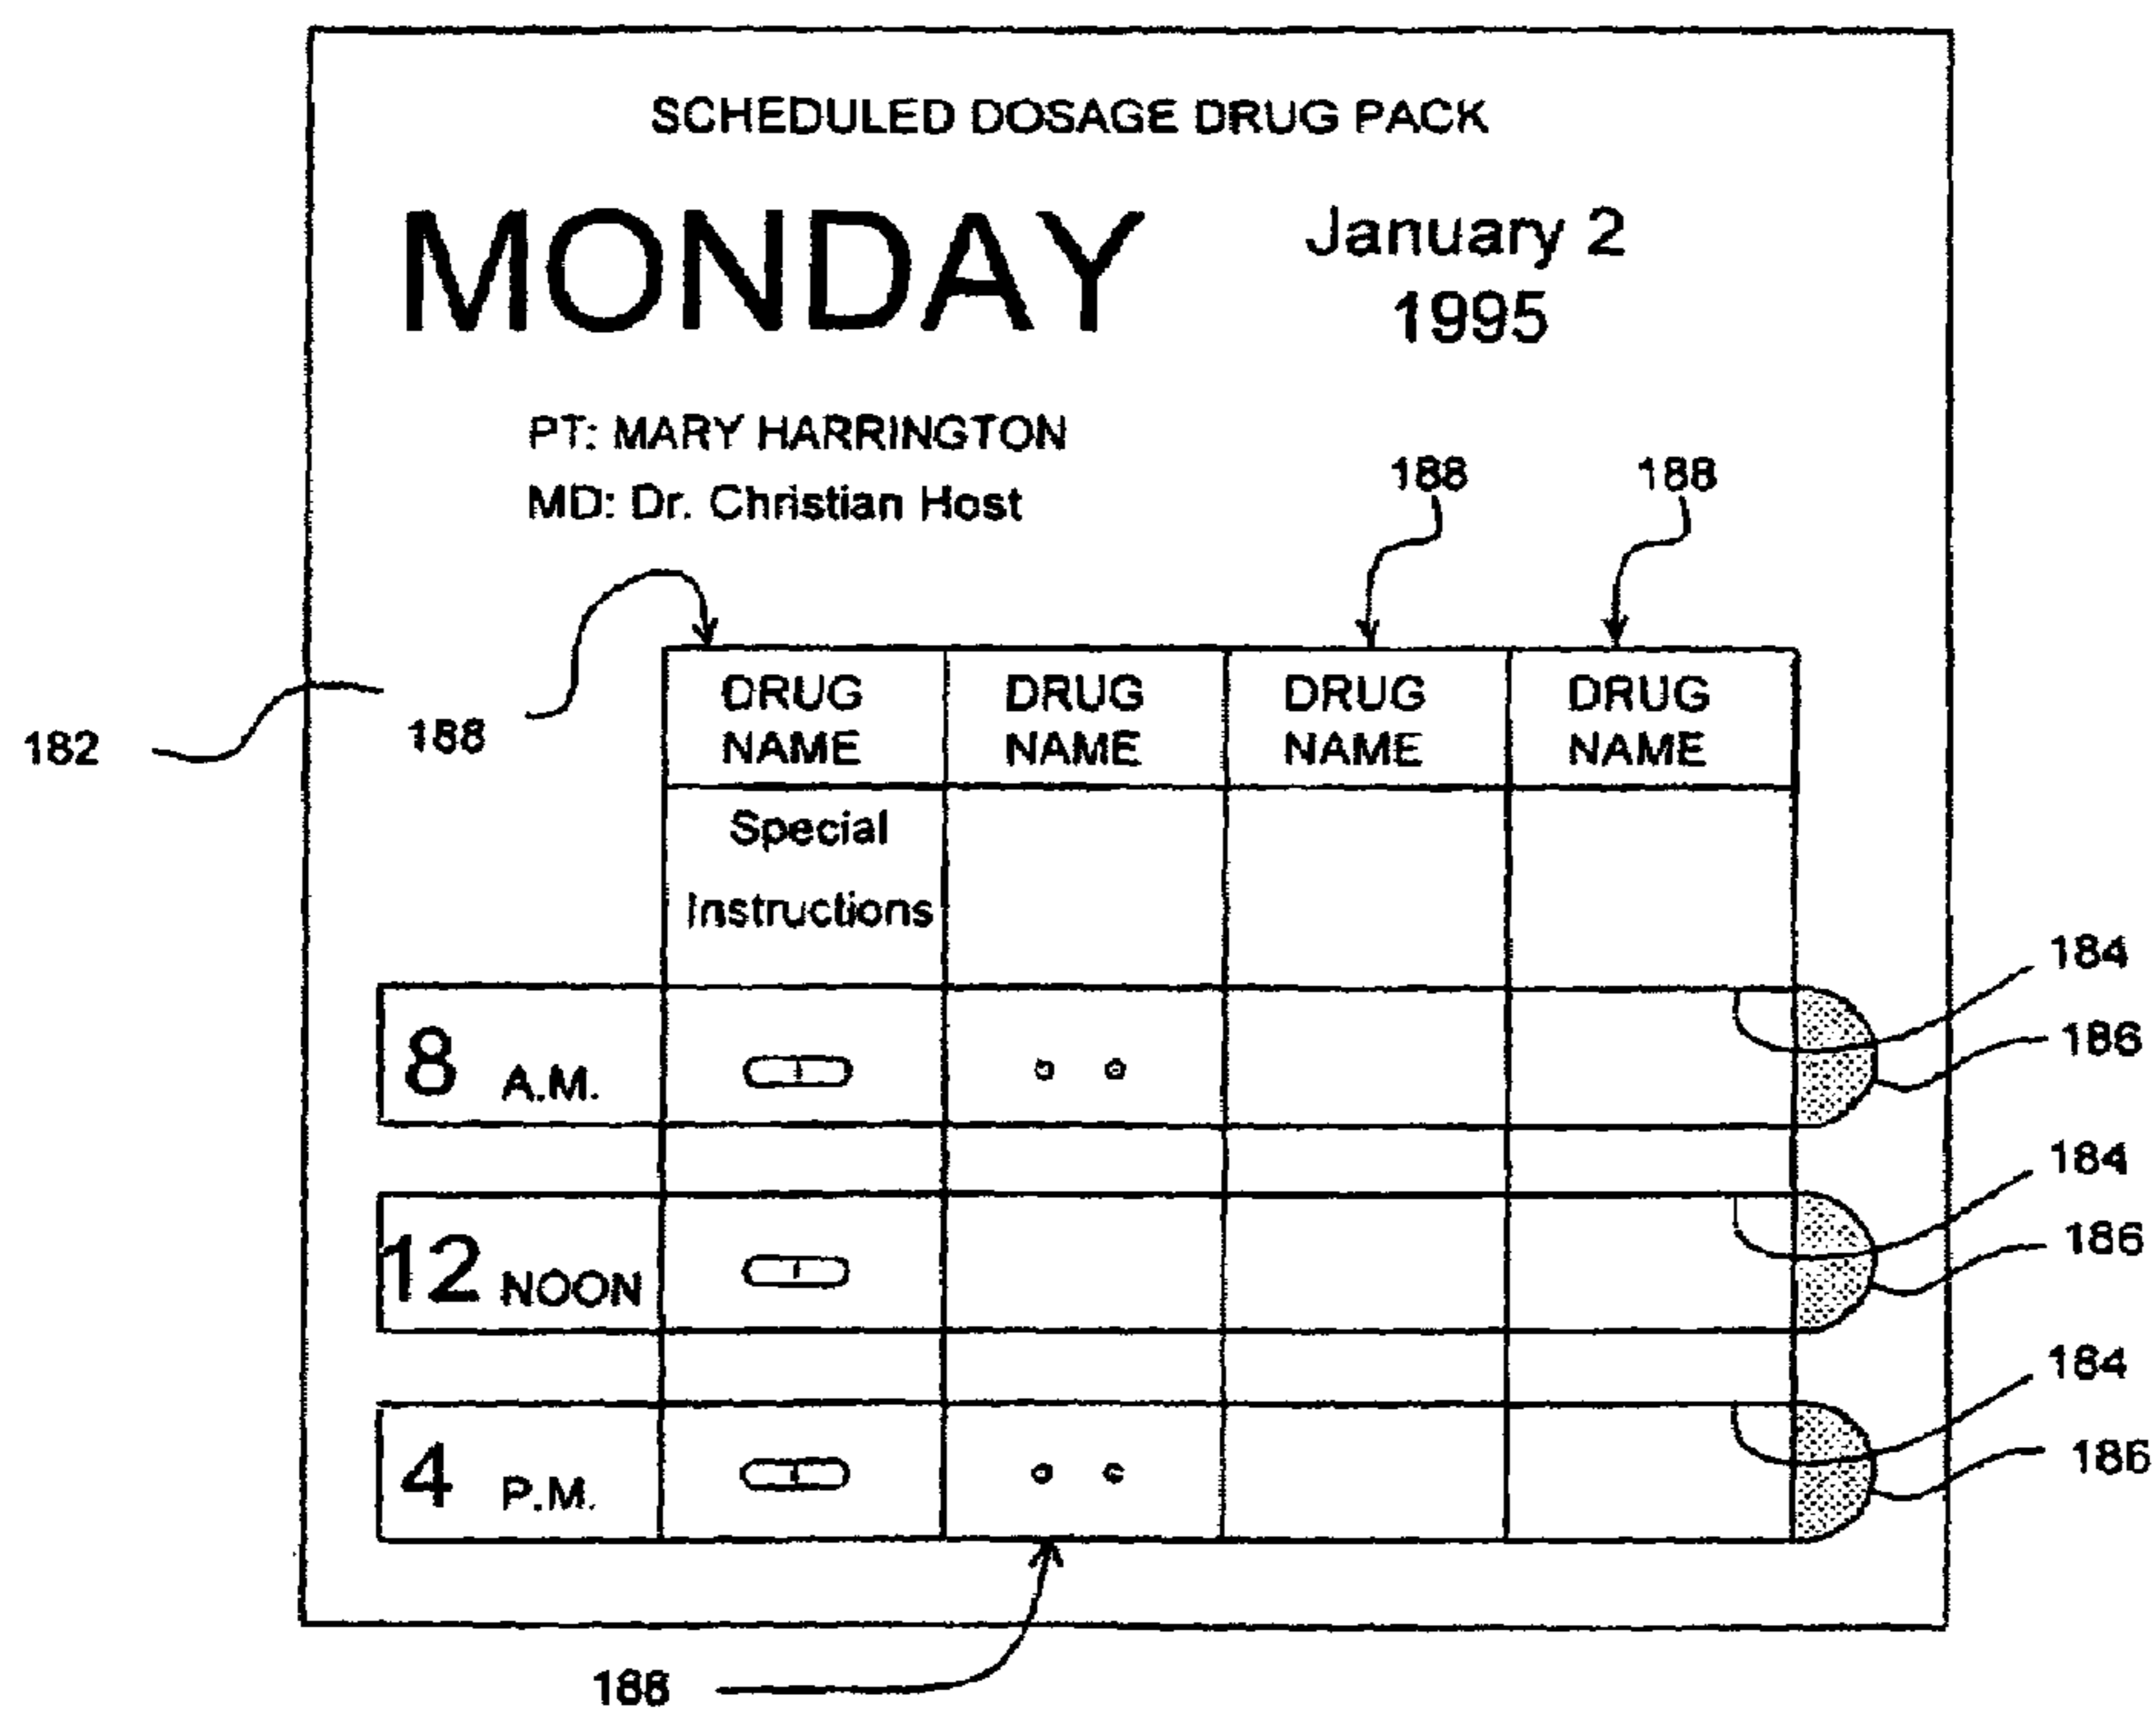 SCHEDULED DOSAGE DRUG PACK
MONDAY
January 2
1995
PT: MARY HARRINGTON
MD: Dr. Christian Host
188 188
182
188
DRUG NAME DRUG NAME DRUG NAME DRUG NAME
Special
Instructions
184
8 A.M.
186
184
12 NOON
186
184
4 P.M.
186
188